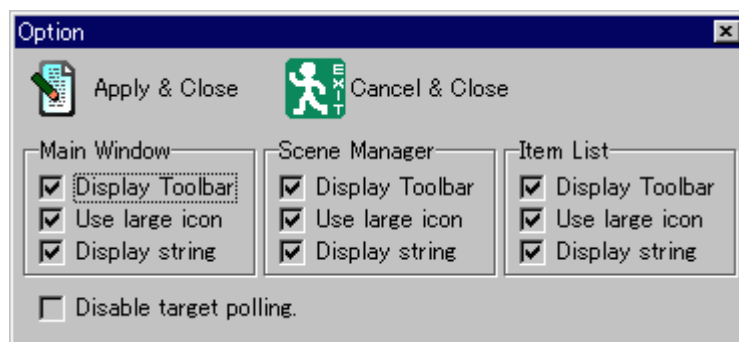 Option
Apply & Close EXIT Cancel & Close
Main Window Scene Manager Item List
Display Toolbar Display Toolbar Display Toolbar
Use large icon Use large icon Use large icon
Display string Display string Display string
Disable target polling.